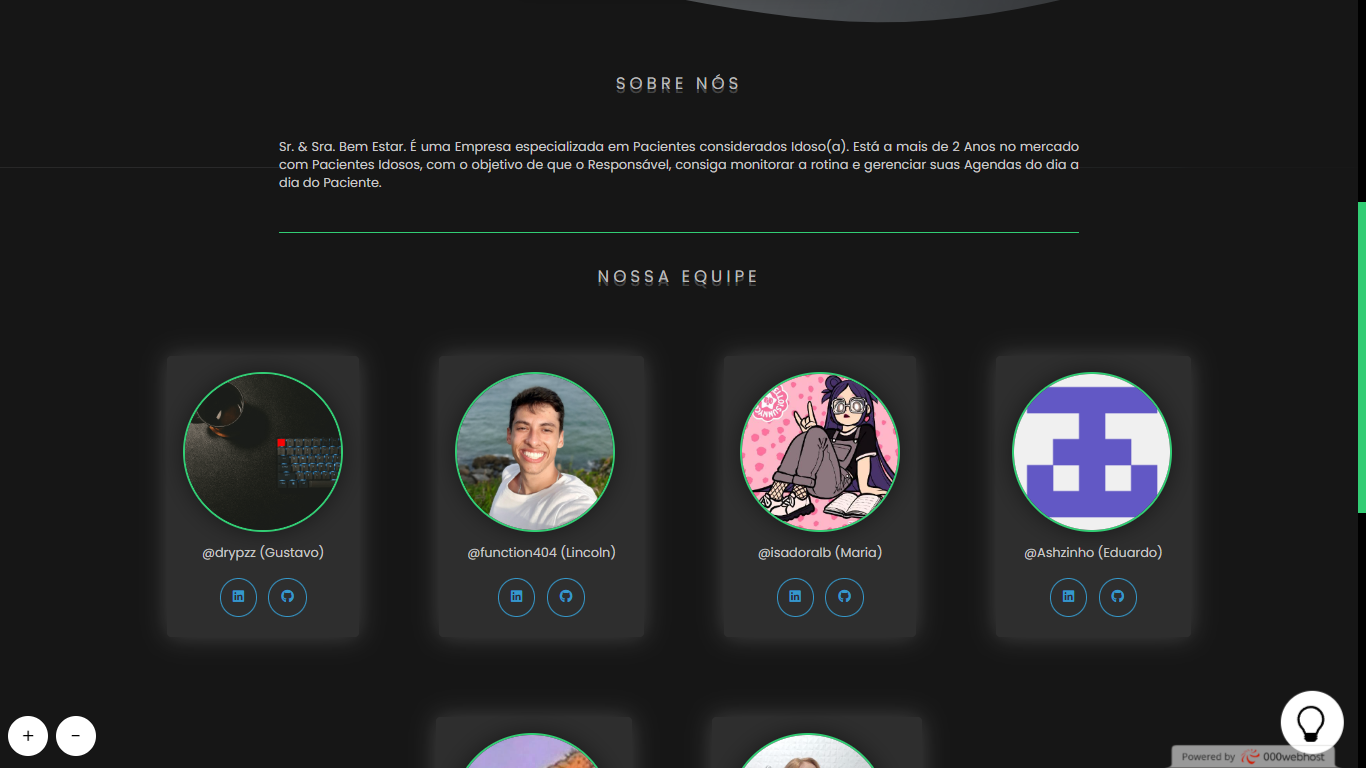 SOBRE NÓS
Sr. & Sra. Bem Estar. É uma Empresa especializada em Pacientes considerados Idoso(a). Está a mais de 2 Anos no mercado
com Pacientes Idosos, com o objetivo de que o Responsável, consiga monitorar a rotina e gerenciar suas Agendas do dia a
dia do Paciente.
NOSSA EQUIPE
@drypzz (Gustavo)
@function404 (Lincoln)
@isadoralb (Maria)
@Ashzinho (Eduardo)
+
-
Powered by 000webhost